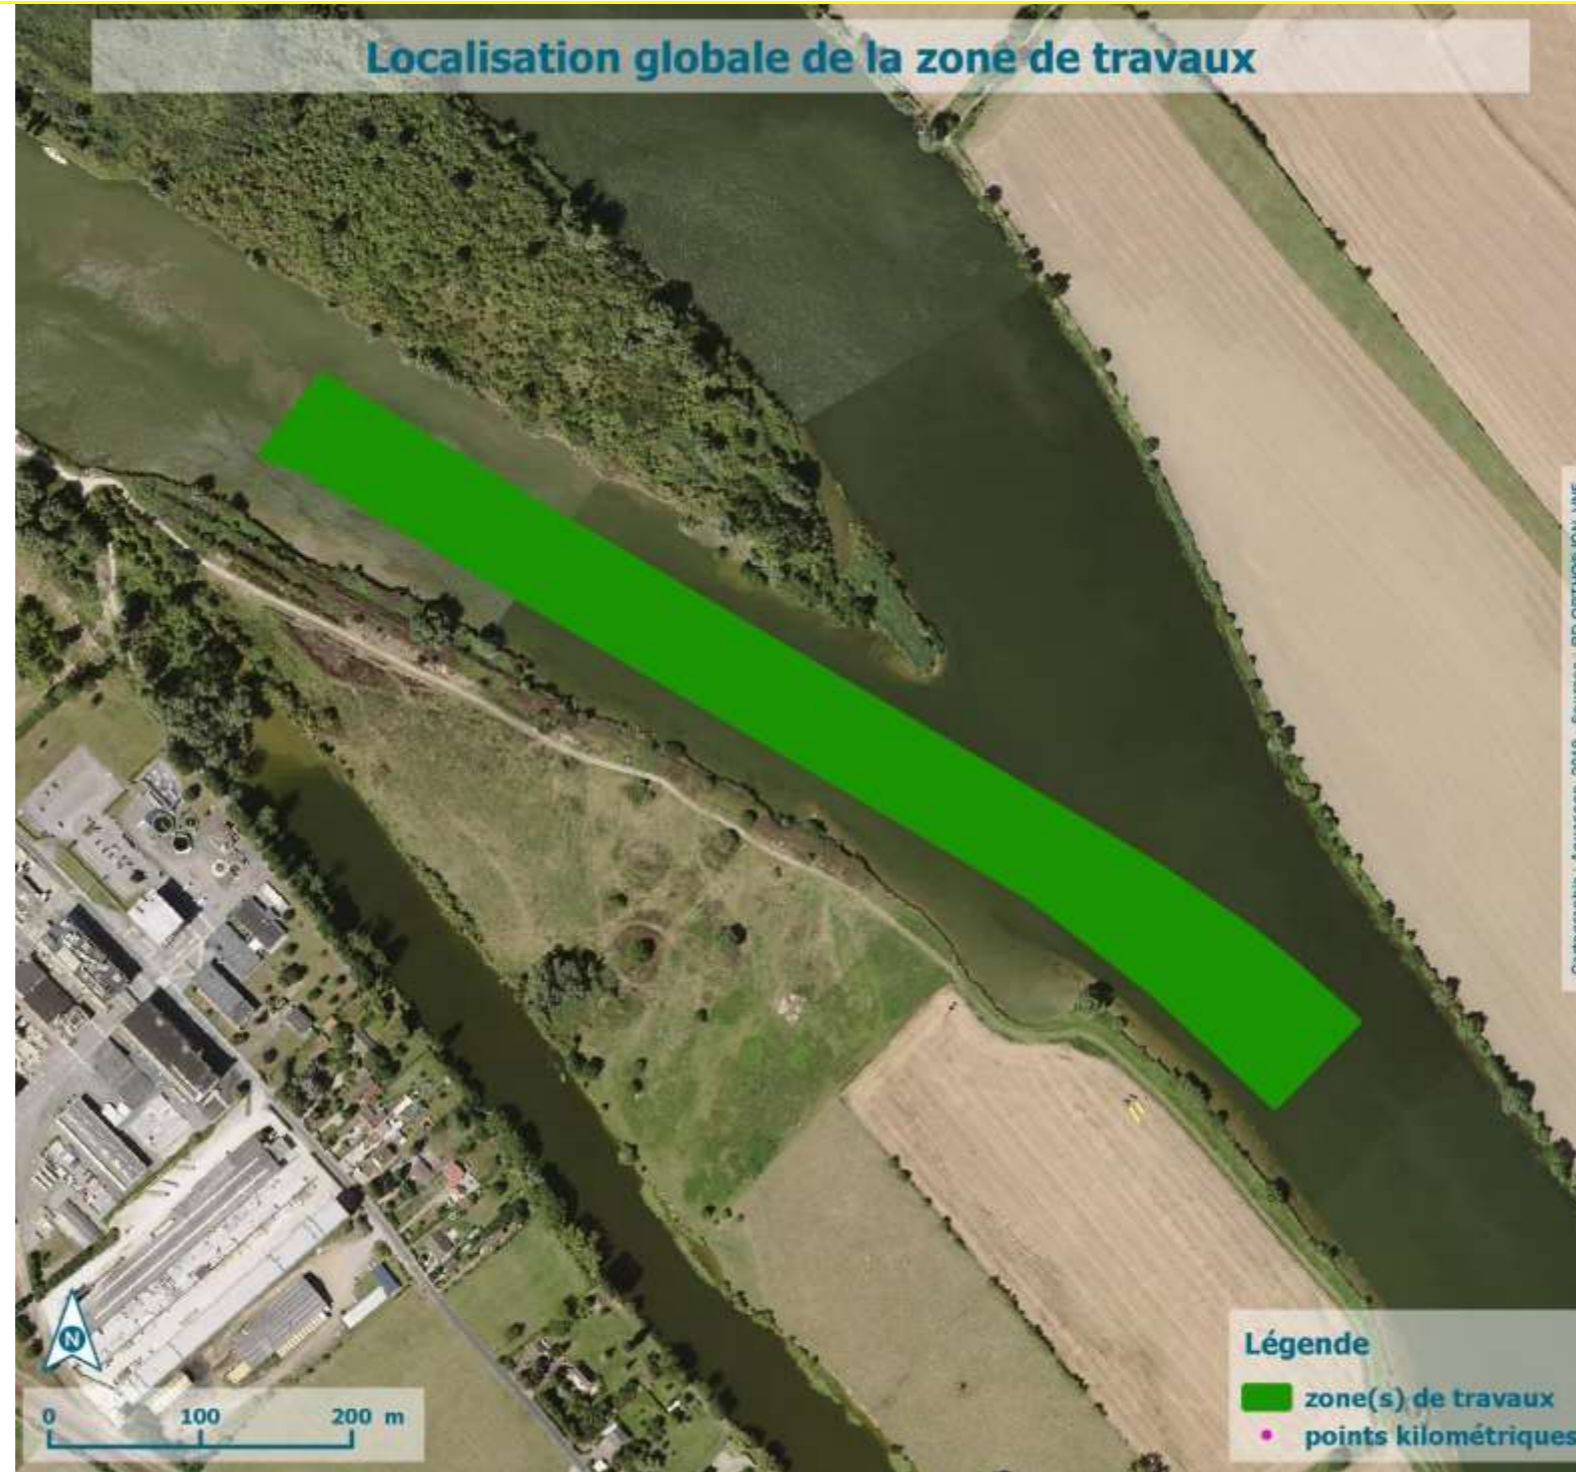 Localisation globale de la zone de travaux
N
0 100 200 m
Légende
zone(s) de travaux
points kilométriques